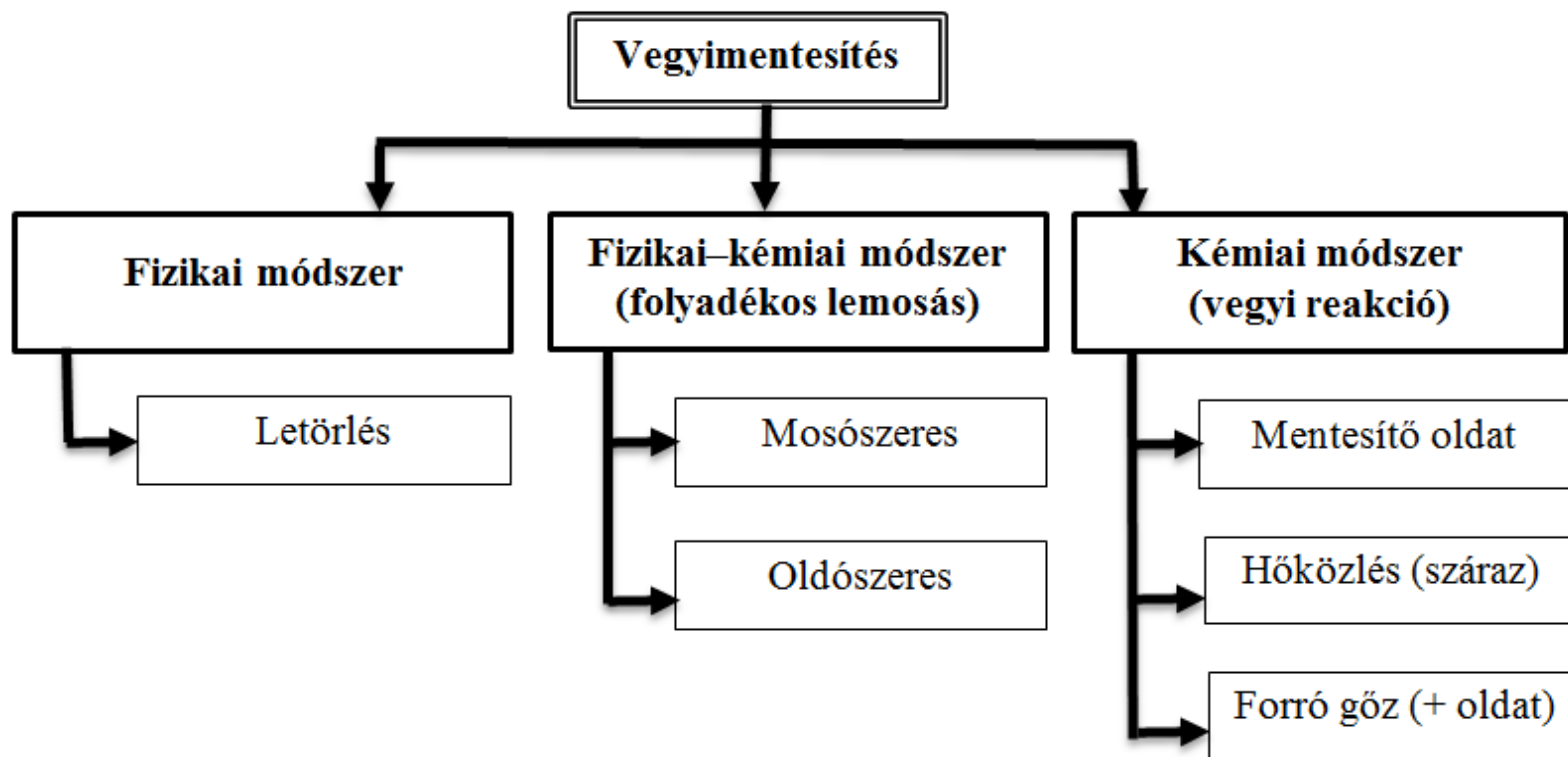 Vegyimentesítés
Fizikai módszer
Letörlés
Fizikai–kémiai módszer
(folyadékos lemosás)
Mosószeres
Oldószeres
Kémiai módszer
(vegyi reakció)
Mentesítő oldat
Hőközlés (száraz)
Forró gőz (+ oldat)